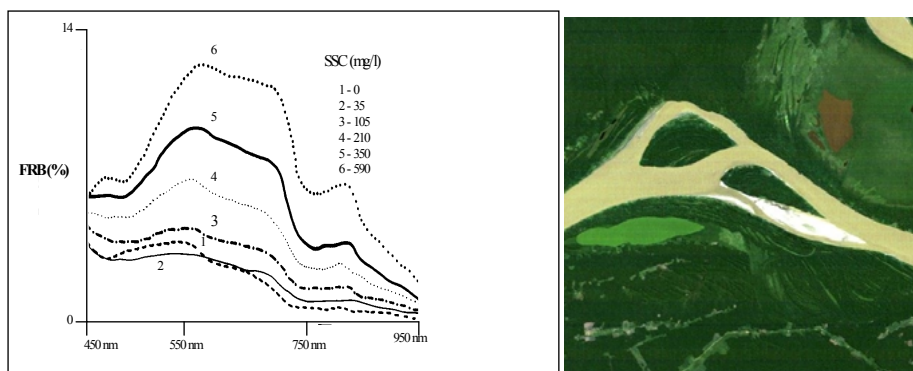 14
6
SSC (mg/l)
1 - 0
2 - 35
3 - 105
4 - 210
5 - 350
6 - 590
5
FRB(%)
4
3
1
2
0
450 nm
550 nm
750 nm
950 nm